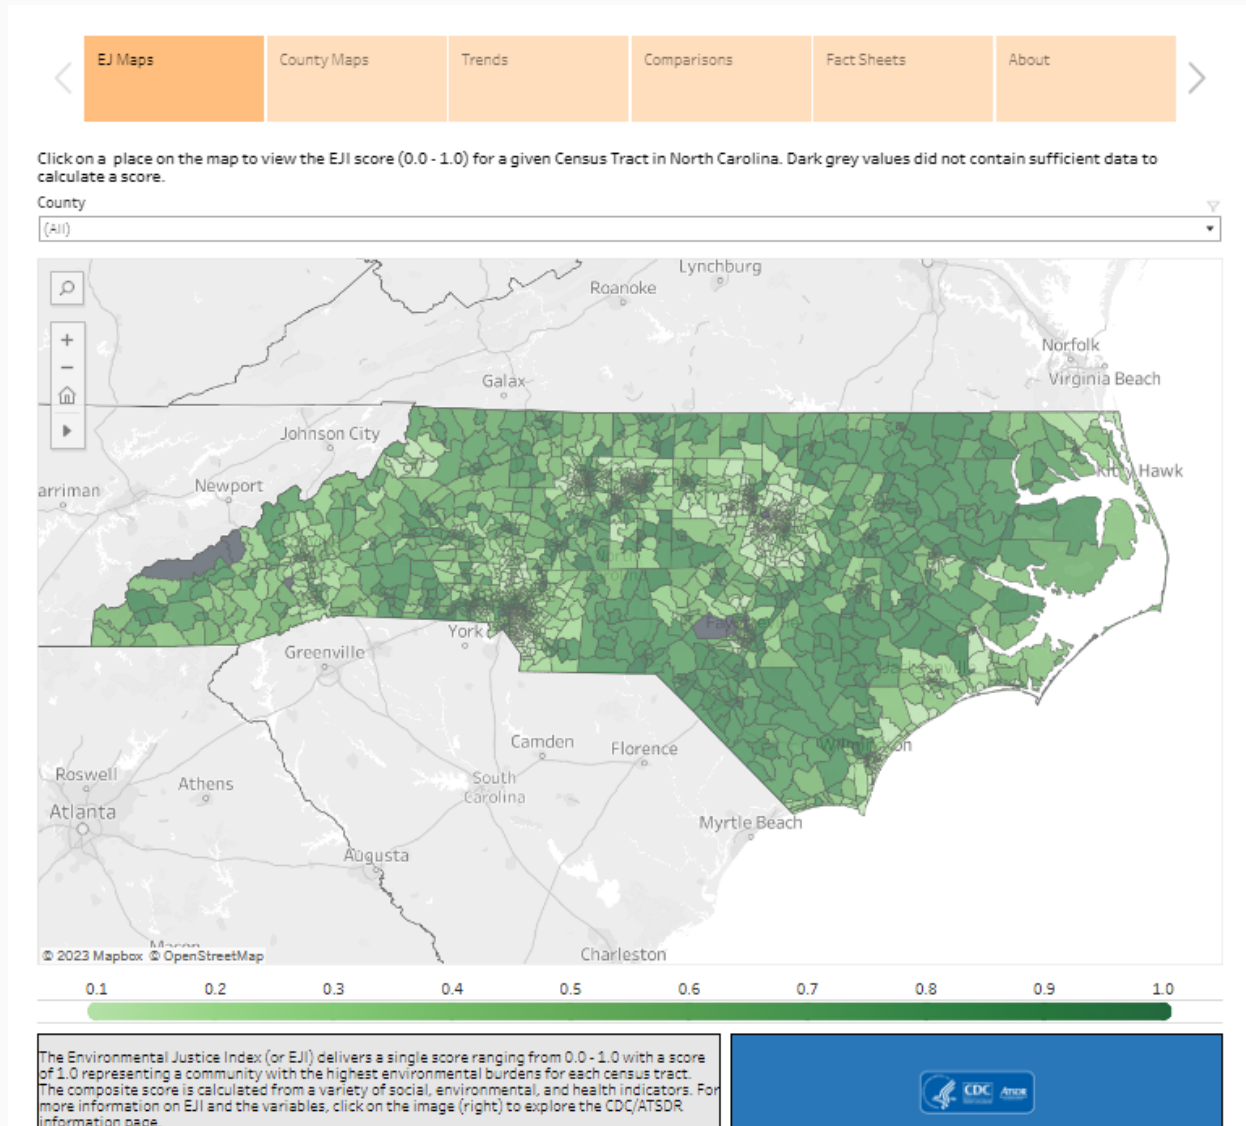 EJ Maps
County Maps
Trends
Comparisons
Fact Sheets
About
Click on a place on the map to view the EJI score (0.0 - 1.0) for a given Census Tract in North Carolina. Dark grey values did not contain sufficient data to
calculate a score.
County
(All)
Lynchburg
Roanoke
Norfolk
Virginia Beach
Galax
Johnson City
Kitty Hawk
arriman
Newport
York
Greenville
Jacksonville
Wilmington
Camden
Florence
Roswell
Athens
South
Carolina
Atlanta
Myrtle Beach
Augusta
Macon
Charleston
© 2023 Mapbox © OpenStreetMap
0.1 0.2 0.3 0.4 0.5 0.6 0.7 0.8 0.9 1.0
The Environmental Justice Index (or EJI) delivers a single score ranging from 0.0 - 1.0 with a score
of 1.0 representing a community with the highest environmental burdens for each census tract.
The composite score is calculated from a variety of social, environmental, and health indicators. For
more information on EJI and the variables, click on the image (right) to explore the CDC/ATSDR
information page
CDC ATSDR